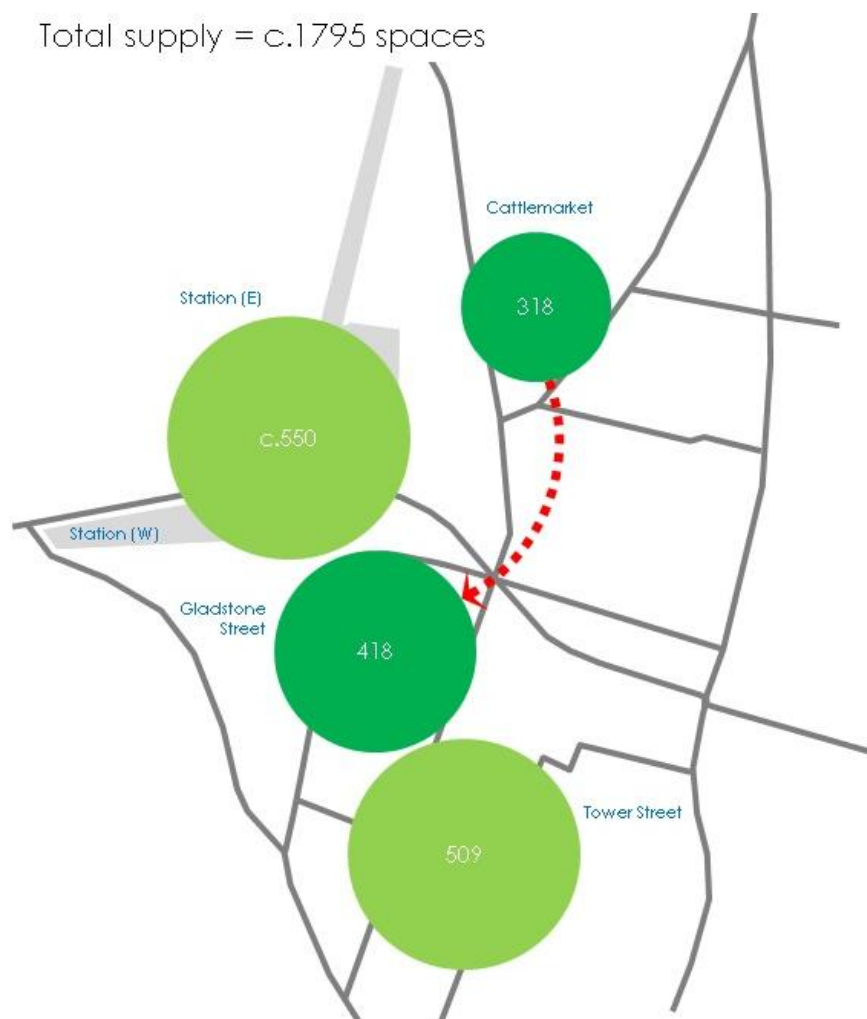 Total supply = c.1795 spaces
Cattlemarket
318
Station (E)
c.550
Station (W)
Gladstone
Street
418
Tower Street
509